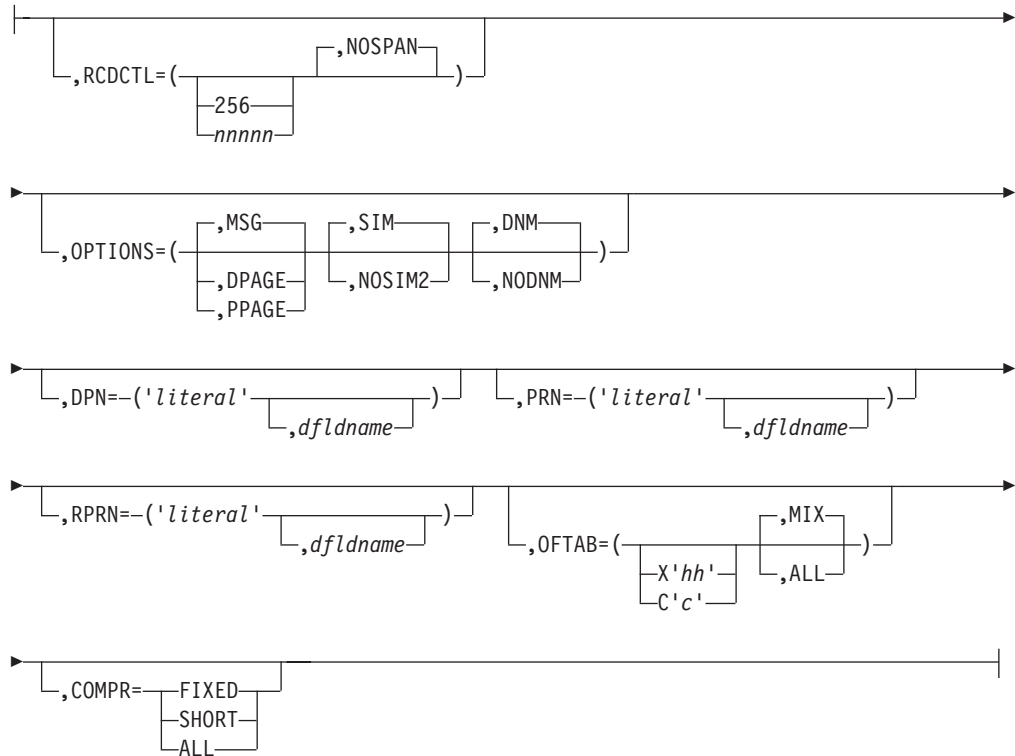 ,NOSPAN
,RCDCTL=( )
256
nnnnn
,MSG ,SIM ,DNM
,OPTIONS=( )
,DPAGE ,NOSIM2 ,NODNM
,PPAGE
,DPN=('literal' ) ,PRN=('literal' )
,dfldname ,dfldname
,RPRN=('literal' ) ,MIX
,dfldname ,OFTAB=( )
X'hh' ,ALL
C'c'
,COMPR= FIXED
SHORT
ALL